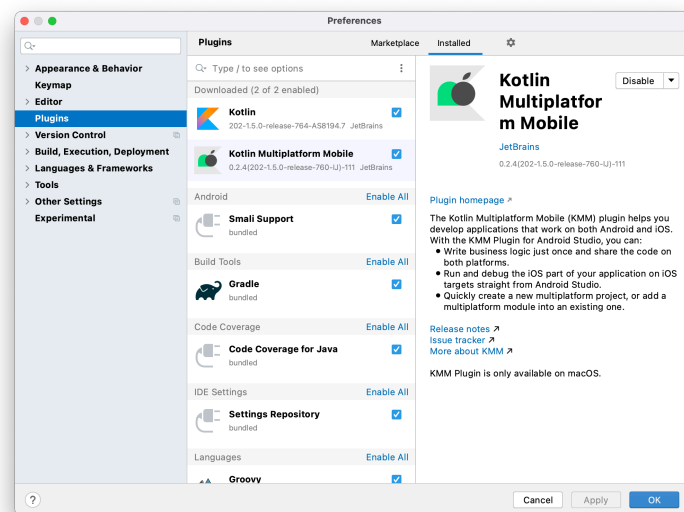 Preferences
Plugins
Marketplace
Installed
Appearance & Behavior
Keymap
Editor
Plugins
Version Control
Build, Execution, Deployment
Languages & Frameworks
Tools
Other Settings
Experimental
Type / to see options
Downloaded (2 of 2 enabled)
Kotlin
202-1.5.0-release-764-AS8194.7 JetBrains
Kotlin Multiplatform Mobile
0.2.4(202-1.5.0-release-760-IJ)-111 JetBrains
Android Enable All
Smali Support
bundled
Build Tools Enable All
Gradle
bundled
Code Coverage Enable All
Code Coverage for Java
bundled
IDE Settings Enable All
Settings Repository
bundled
Languages Enable All
Groovy
Kotlin
Multiplatfor
m Mobile
Disable
JetBrains
0.2.4(202-1.5.0-release-760-IJ)-111
Plugin homepage
The Kotlin Multiplatform Mobile (KMM) plugin helps you
develop applications that work on both Android and iOS.
With the KMM Plugin for Android Studio, you can:
• Write business logic just once and share the code on
both platforms.
• Run and debug the iOS part of your application on iOS
targets straight from Android Studio.
• Quickly create a new multiplatform project, or add a
multiplatform module into an existing one.
Release notes
Issue tracker
More about KMM
KMM Plugin is only available on macOS.
?
Cancel
Apply
OK